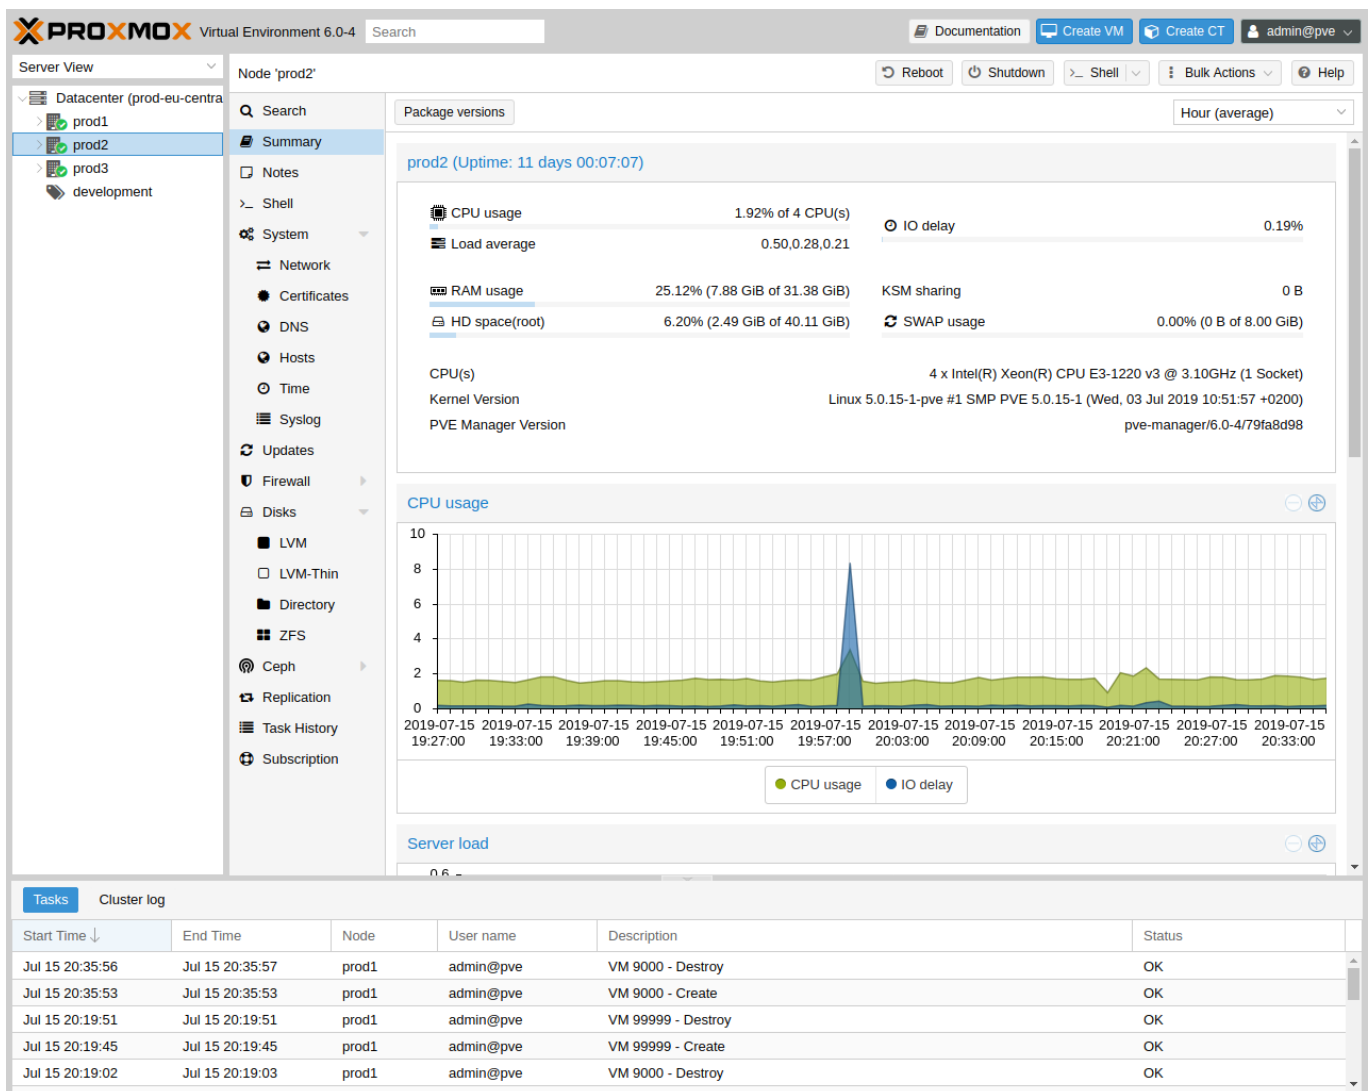 PROXMOX Virtual Environment 6.0-4 Search Documentation Create VM Create CT admin@pve
Server View
Datacenter (prod-eu-centra
prod1
prod2
prod3
development
Node 'prod2' Reboot Shutdown Shell Bulk Actions Help
Search
Summary
Notes
Shell
System
Network
Certificates
DNS
Hosts
Time
Syslog
Updates
Firewall
Disks
LVM
LVM-Thin
Directory
ZFS
Ceph
Replication
Task History
Subscription
Package versions Hour (average)
prod2 (Uptime: 11 days 00:07:07)
CPU usage 1.92% of 4 CPU(s)
Load average 0.50,0.28,0.21
IO delay 0.19%
RAM usage 25.12% (7.88 GiB of 31.38 GiB)
HD space(root) 6.20% (2.49 GiB of 40.11 GiB)
KSM sharing 0 B
SWAP usage 0.00% (0 B of 8.00 GiB)
CPU(s) 4 x Intel(R) Xeon(R) CPU E3-1220 v3 @ 3.10GHz (1 Socket)
Kernel Version Linux 5.0.15-1-pve #1 SMP PVE 5.0.15-1 (Wed, 03 Jul 2019 10:51:57 +0200)
PVE Manager Version pve-manager/6.0-4/79fa8d98
CPU usage
10
8
6
4
2
0
2019-07-15 2019-07-15 2019-07-15 2019-07-15 2019-07-15 2019-07-15 2019-07-15 2019-07-15 2019-07-15 2019-07-15 2019-07-15 2019-07-15
19:27:00 19:33:00 19:39:00 19:45:00 19:51:00 19:57:00 20:03:00 20:09:00 20:15:00 20:21:00 20:27:00 20:33:00
CPU usage IO delay
Server load
0.6
Tasks Cluster log
Start Time End Time Node User name Description Status
Jul 15 20:35:56 Jul 15 20:35:57 prod1 admin@pve VM 9000 - Destroy OK
Jul 15 20:35:53 Jul 15 20:35:53 prod1 admin@pve VM 9000 - Create OK
Jul 15 20:19:51 Jul 15 20:19:51 prod1 admin@pve VM 99999 - Destroy OK
Jul 15 20:19:45 Jul 15 20:19:45 prod1 admin@pve VM 99999 - Create OK
Jul 15 20:19:02 Jul 15 20:19:03 prod1 admin@pve VM 9000 - Destroy OK